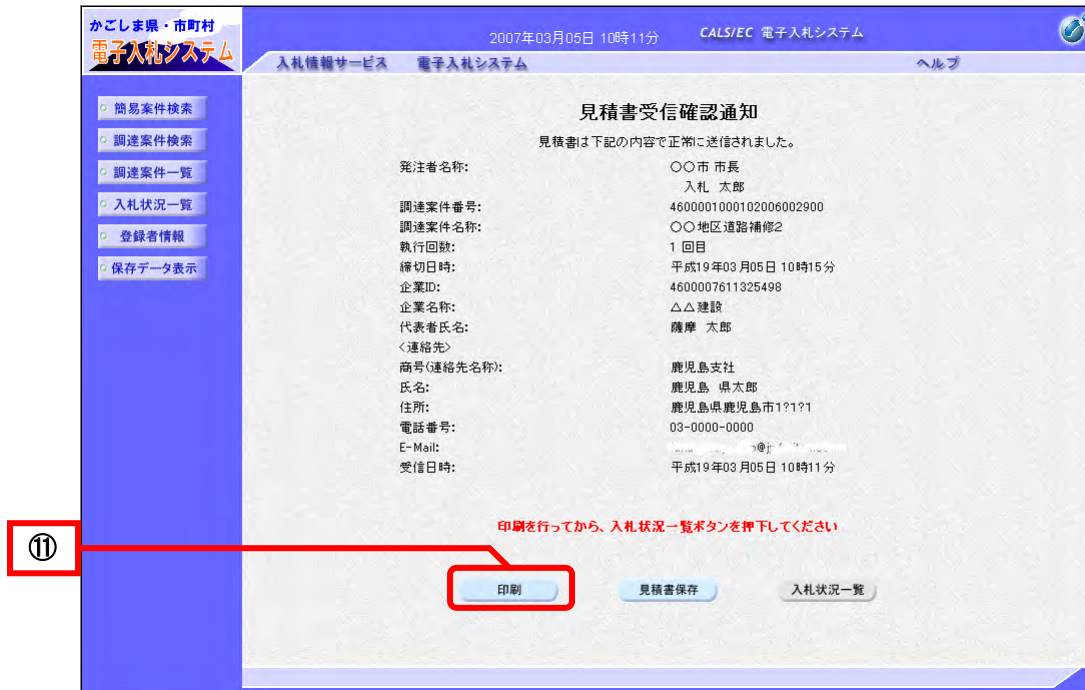 かごしま県・市町村
電子入札システム
2007年03月05日 10時11分
CALS/EC 電子入札システム
入札情報サービス
電子入札システム
ヘルプ
簡易案件検索
調達案件検索
調達案件一覧
入札状況一覧
登録者情報
保存データ表示
見積書受信確認通知
見積書は下記の内容で正常に送信されました。
発注者名称: 〇〇市 市長
入札 太郎
調達案件番号: 4600001000102006002900
調達案件名称: 〇〇地区道路補修2
執行回数: 1 回目
締切日時: 平成19年03月05日 10時15分
企業ID: 4600007611325498
企業名称: △△建設
代表者氏名: 薩摩 太郎
<連絡先>
商号(連絡先名称): 鹿児島支社
氏名: 鹿児島 県太郎
住所: 鹿児島県鹿児島市1?1?1
電話番号: 03-0000-0000
E-Mail:
受信日時: 平成19年03月05日 10時11分
印刷を行ってから、入札状況一覧ボタンを押下してください
⑪
印刷
見積書保存
入札状況一覧